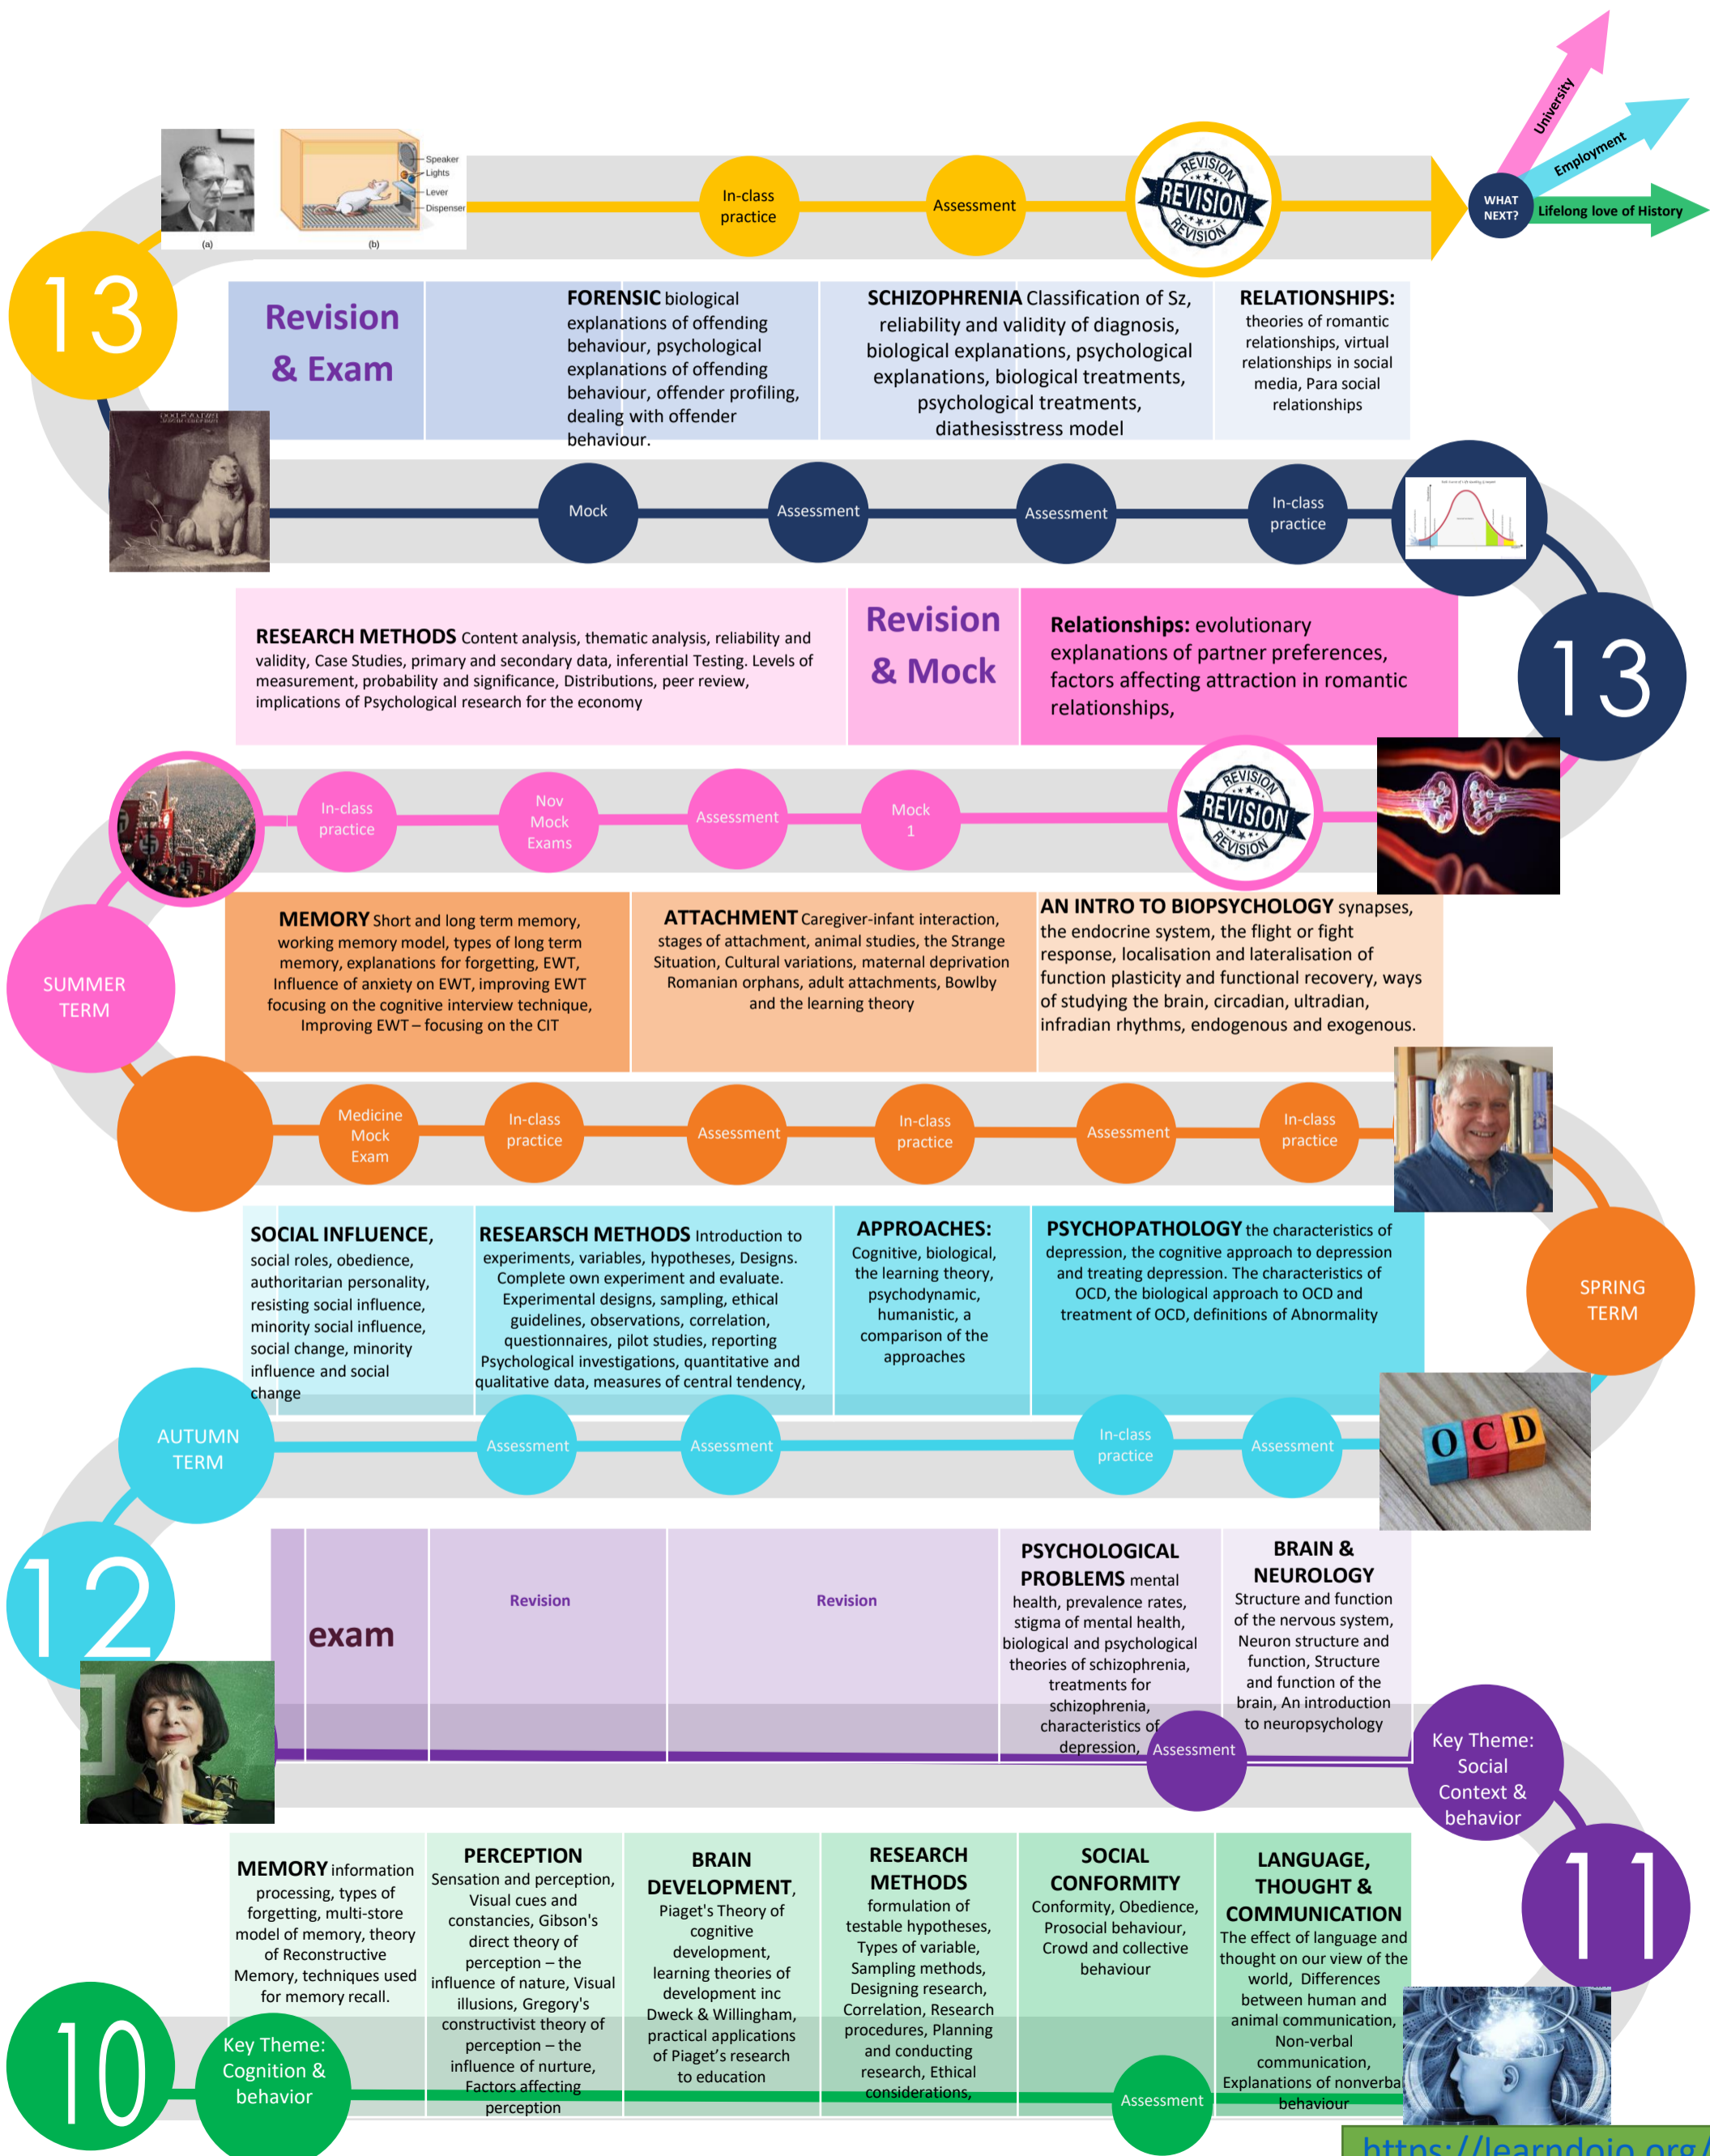 University
Employment
WHAT
NEXT?
Lifelong love of History
Speaker
Lights
Lever
Dispenser
(a)
(b)
In-class
practice
Assessment
REVISION
REVISION
REVISION
13
Revision
& Exam
FORENSIC biological
explanations of offending
behaviour, psychological
explanations of offending
behaviour, offender profiling,
dealing with offender
behaviour.
SCHIZOPHRENIA Classification of Sz,
reliability and validity of diagnosis,
biological explanations, psychological
explanations, biological treatments,
psychological treatments,
diathesisstress model
RELATIONSHIPS:
theories of romantic
relationships, virtual
relationships in social
media, Para social
relationships
Mock
Assessment
Assessment
In-class
practice
RESEARCH METHODS Content analysis, thematic analysis, reliability and
validity, Case Studies, primary and secondary data, inferential Testing. Levels of
measurement, probability and significance, Distributions, peer review,
implications of Psychological research for the economy
Revision
& Mock
Relationships: evolutionary
explanations of partner preferences,
factors affecting attraction in romantic
relationships,
13
In-class
practice
Nov
Mock
Exams
Assessment
Mock
1
REVISION
REVISION
REVISION
SUMMER
TERM
MEMORY Short and long term memory,
working memory model, types of long term
memory, explanations for forgetting, EWT,
Influence of anxiety on EWT, improving EWT
focusing on the cognitive interview technique,
Improving EWT – focusing on the CIT
ATTACHMENT Caregiver-infant interaction,
stages of attachment, animal studies, the Strange
Situation, Cultural variations, maternal deprivation
Romanian orphans, adult attachments, Bowlby
and the learning theory
AN INTRO TO BIOPSYCHOLOGY synapses,
the endocrine system, the flight or fight
response, localisation and lateralisation of
function plasticity and functional recovery, ways
of studying the brain, circadian, ultradian,
infradian rhythms, endogenous and exogenous.
Medicine
Mock
Exam
In-class
practice
Assessment
In-class
practice
Assessment
In-class
practice
SPRING
TERM
SOCIAL INFLUENCE,
social roles, obedience,
authoritarian personality,
resisting social influence,
minority social influence,
social change, minority
influence and social
change
RESEARSCH METHODS Introduction to
experiments, variables, hypotheses, Designs.
Complete own experiment and evaluate.
Experimental designs, sampling, ethical
guidelines, observations, correlation,
questionnaires, pilot studies, reporting
Psychological investigations, quantitative and
qualitative data, measures of central tendency,
APPROACHES:
Cognitive, biological,
the learning theory,
psychodynamic,
humanistic, a
comparison of the
approaches
PSYCHOPATHOLOGY the characteristics of
depression, the cognitive approach to depression
and treating depression. The characteristics of
OCD, the biological approach to OCD and
treatment of OCD, definitions of Abnormality
AUTUMN
TERM
Assessment
Assessment
In-class
practice
Assessment
OCD
12
exam
Revision
Revision
PSYCHOLOGICAL
PROBLEMS mental
health, prevalence rates,
stigma of mental health,
biological and psychological
theories of schizophrenia,
treatments for
schizophrenia,
characteristics of
depression,
BRAIN &
NEUROLOGY
Structure and function
of the nervous system,
Neuron structure and
function, Structure
and function of the
brain, An introduction
to neuropsychology
Assessment
Key Theme:
Social
Context &
behavior
11
MEMORY information
processing, types of
forgetting, multi-store
model of memory, theory
of Reconstructive
Memory, techniques used
for memory recall.
PERCEPTION
Sensation and perception,
Visual cues and
constancies, Gibson's
direct theory of
perception – the
influence of nature, Visual
illusions, Gregory's
constructivist theory of
perception – the
influence of nurture,
Factors affecting
perception
BRAIN
DEVELOPMENT,
Piaget's Theory of
cognitive
development,
learning theories of
development inc
Dweck & Willingham,
practical applications
of Piaget's research
to education
RESEARCH
METHODS
formulation of
testable hypotheses,
Types of variable,
Sampling methods,
Designing research,
Correlation, Research
procedures, Planning
and conducting
research, Ethical
considerations,
SOCIAL
CONFORMITY
Conformity, Obedience,
Prosocial behaviour,
Crowd and collective
behaviour
LANGUAGE,
THOUGHT &
COMMUNICATION
The effect of language and
thought on our view of the
world, Differences
between human and
animal communication,
Non-verbal
communication,
Explanations of nonverbal
behaviour
10
Key Theme:
Cognition &
behavior
Assessment
https://learndojo.org/